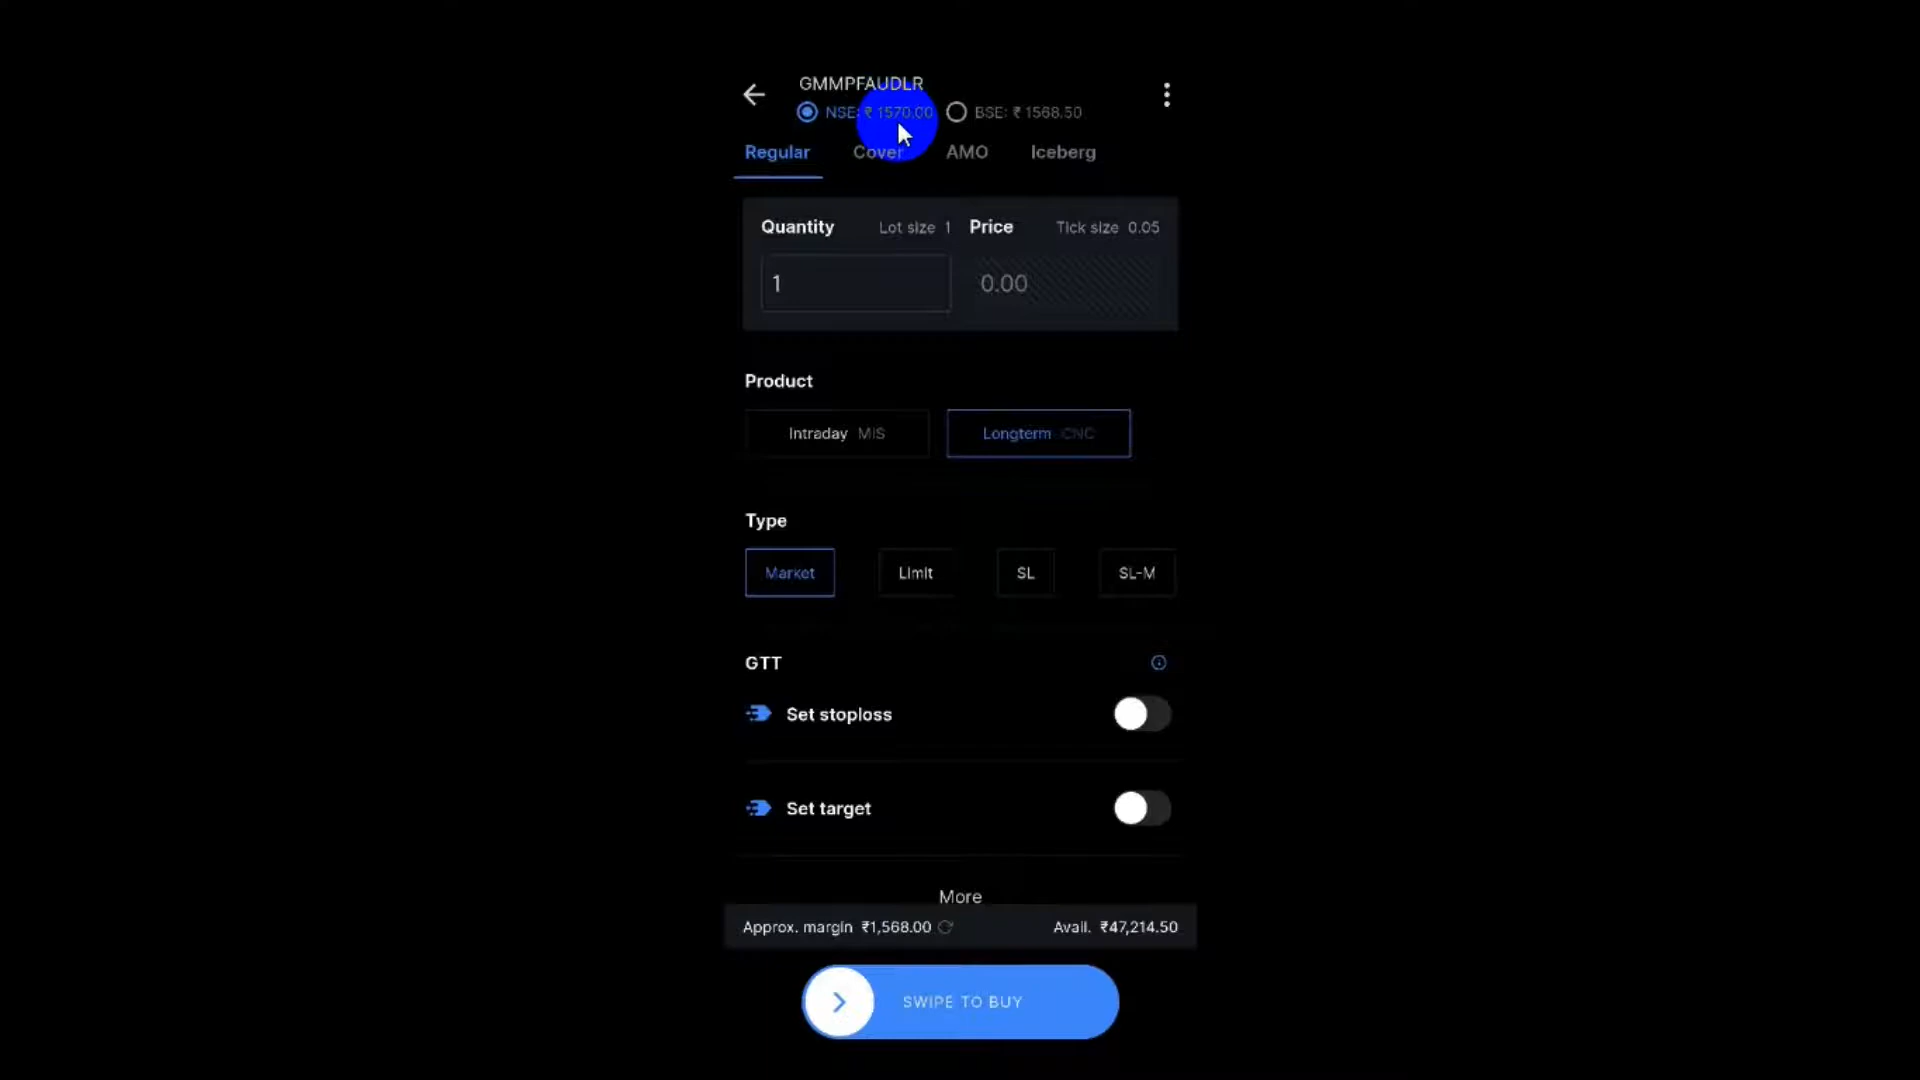 GMMPFAUDLR
NSE: ₹ 1570.00 BSE: ₹ 1568.50
Regular Cover AMO Iceberg
Quantity Lot size 1 Price Tick size 0.05
1 0.00
Product
Intraday MIS Longterm CNC
Type
Market Limit SL SL-M
GTT
Set stoploss
Set target
More
Approx. margin ₹1,568.00 Avail. ₹47,214.50
SWIPE TO BUY